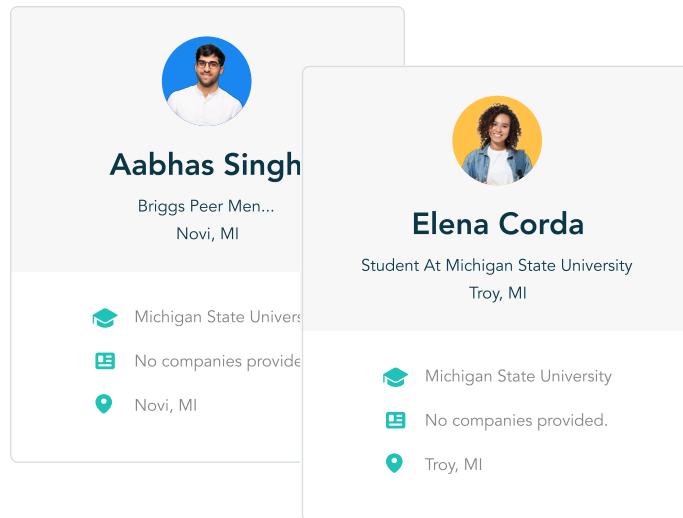 Aabhas Singh
Briggs Peer Men...
Novi, MI
Michigan State Univers
No companies provide
Novi, MI
Elena Corda
Student At Michigan State University
Troy, MI
Michigan State University
No companies provided.
Troy, MI